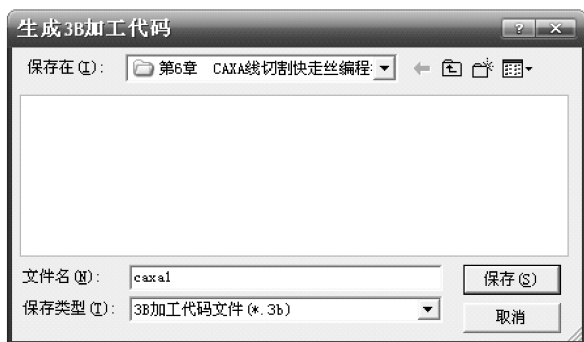 生成3B加工代码
保存在(I): 第6章 CAXA线切割快走丝编程
文件名(N): caxa1 保存(S)
保存类型(T): 3B加工代码文件(*.3b) 取消